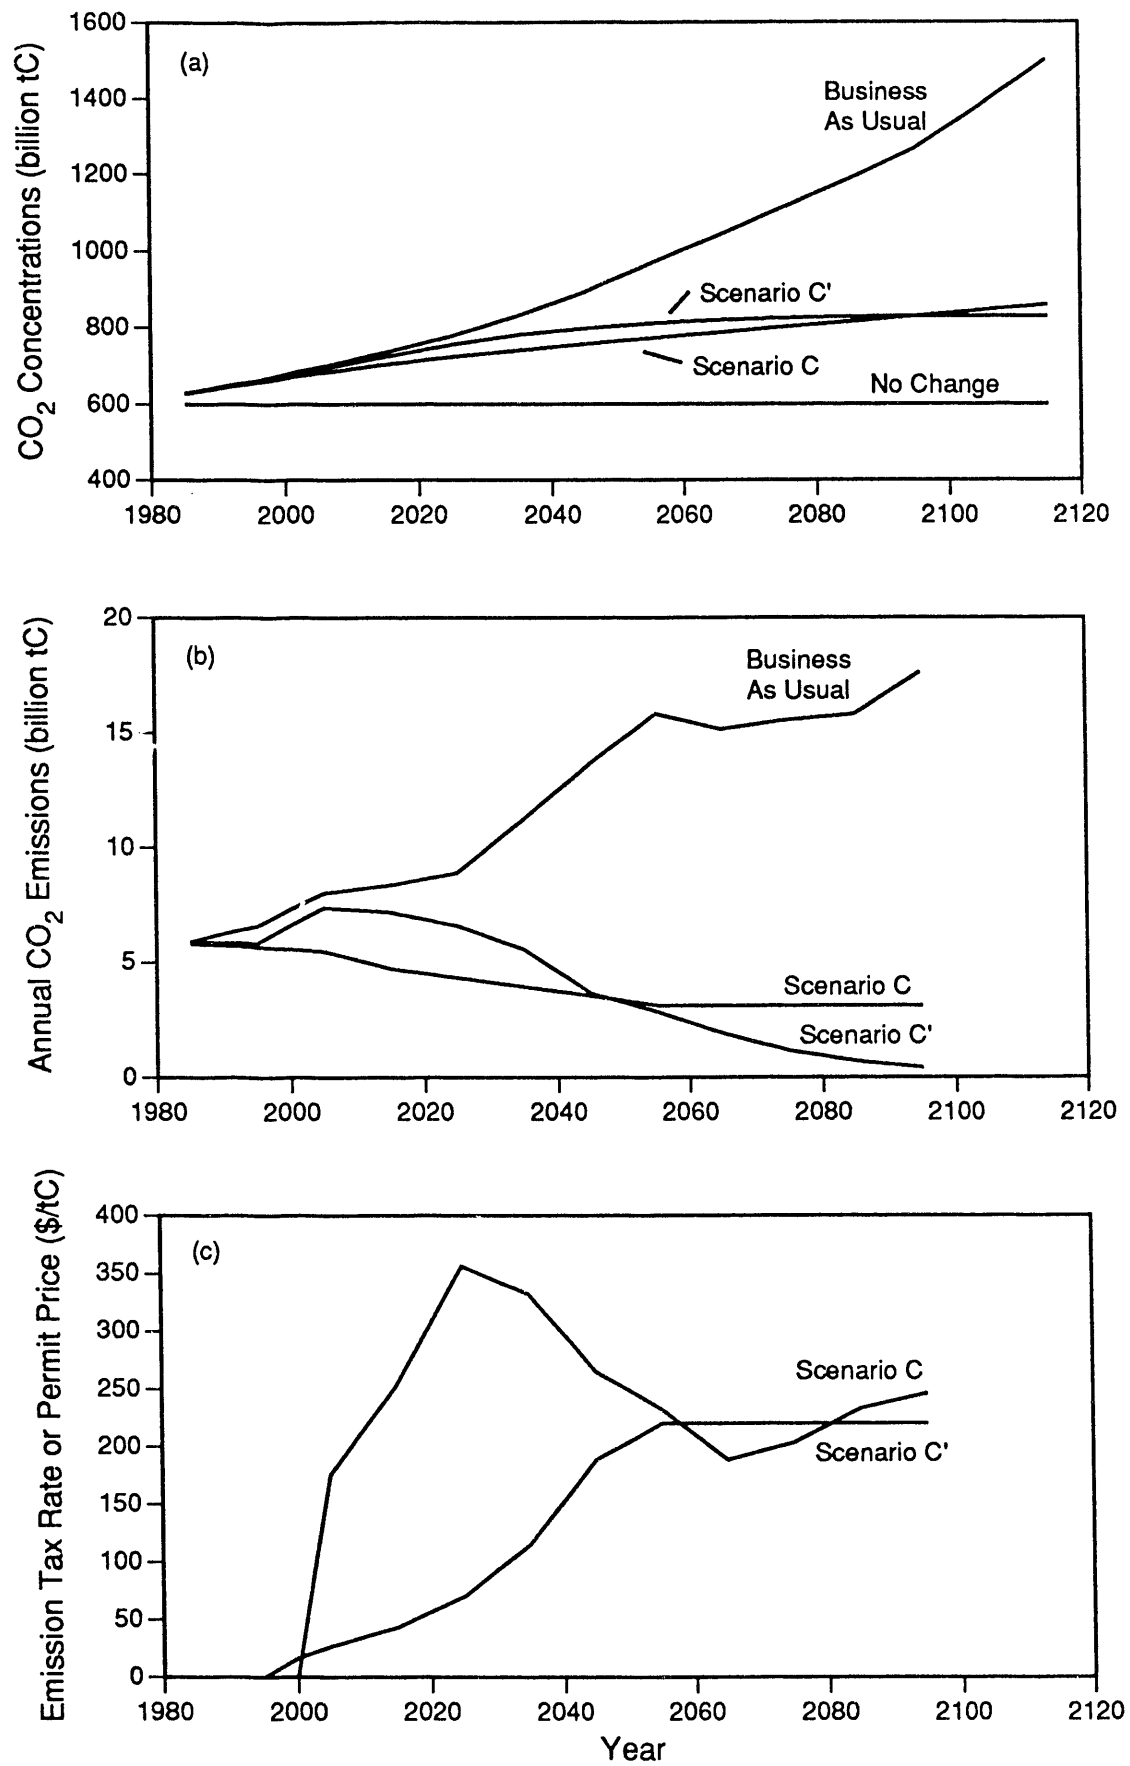 1600
1400
1200
1000
800
600
400
CO2 Concentrations (billion tC)
(a)
Business
As Usual
Scenario C'
Scenario C
No Change
1980 2000 2020 2040 2060 2080 2100 2120
20
15
10
5
0
Annual CO2 Emissions (billion tC)
(b)
Business
As Usual
Scenario C
Scenario C'
1980 2000 2020 2040 2060 2080 2100 2120
400
350
300
250
200
150
100
50
0
Emission Tax Rate or Permit Price ($/tC)
(c)
Scenario C
Scenario C'
1980 2000 2020 2040 2060 2080 2100 2120
Year